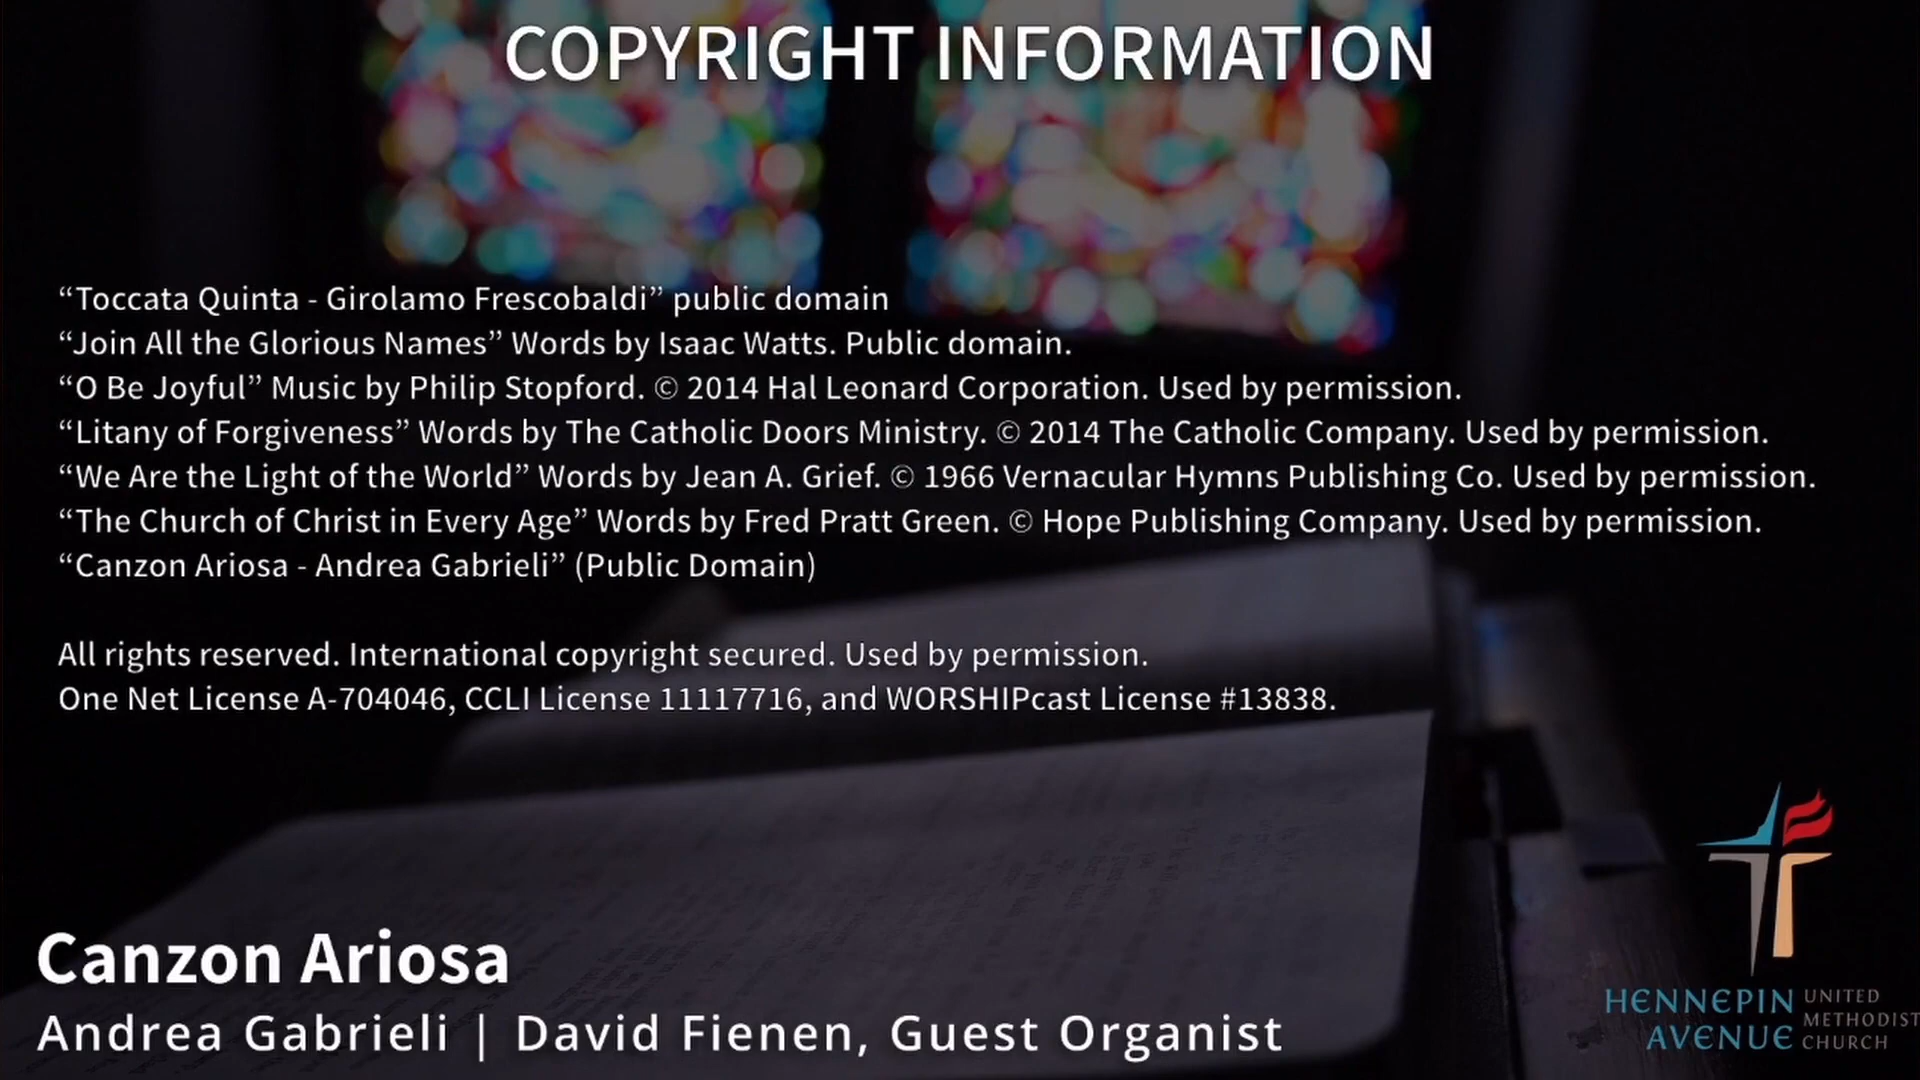 COPYRIGHT INFORMATION
“Toccata Quinta - Girolamo Frescobaldi” public domain
“Join All the Glorious Names” Words by Isaac Watts. Public domain.
“O Be Joyful” Music by Philip Stopford. © 2014 Hal Leonard Corporation. Used by permission.
“Litany of Forgiveness” Words by The Catholic Doors Ministry. © 2014 The Catholic Company. Used by permission.
“We Are the Light of the World” Words by Jean A. Grief. © 1966 Vernacular Hymns Publishing Co. Used by permission.
“The Church of Christ in Every Age” Words by Fred Pratt Green. © Hope Publishing Company. Used by permission.
“Canzon Ariosa - Andrea Gabrieli” (Public Domain)
All rights reserved. International copyright secured. Used by permission.
One Net License A-704046, CCLI License 11117716, and WORSHIPcast License #13838.
Canzon Ariosa
Andrea Gabrieli | David Fienen, Guest Organist
HENNEPIN AVENUE
UNITED
METHODIST
CHURCH